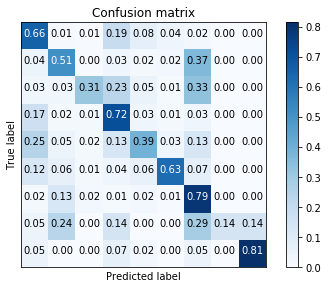 Confusion matrix
0.66 0.01 0.01 0.19 0.08 0.04 0.02 0.00 0.00
0.04 0.51 0.00 0.03 0.02 0.02 0.37 0.00 0.00
0.03 0.03 0.31 0.23 0.05 0.01 0.33 0.00 0.00
0.17 0.02 0.01 0.72 0.03 0.01 0.03 0.00 0.00
0.25 0.05 0.02 0.13 0.39 0.03 0.13 0.00 0.00
0.12 0.06 0.01 0.04 0.06 0.63 0.07 0.00 0.00
0.02 0.13 0.02 0.01 0.02 0.01 0.79 0.00 0.00
0.05 0.24 0.00 0.14 0.00 0.00 0.29 0.14 0.14
0.05 0.00 0.00 0.07 0.02 0.00 0.05 0.00 0.81
True label
Predicted label
0.8
0.7
0.6
0.5
0.4
0.3
0.2
0.1
0.0